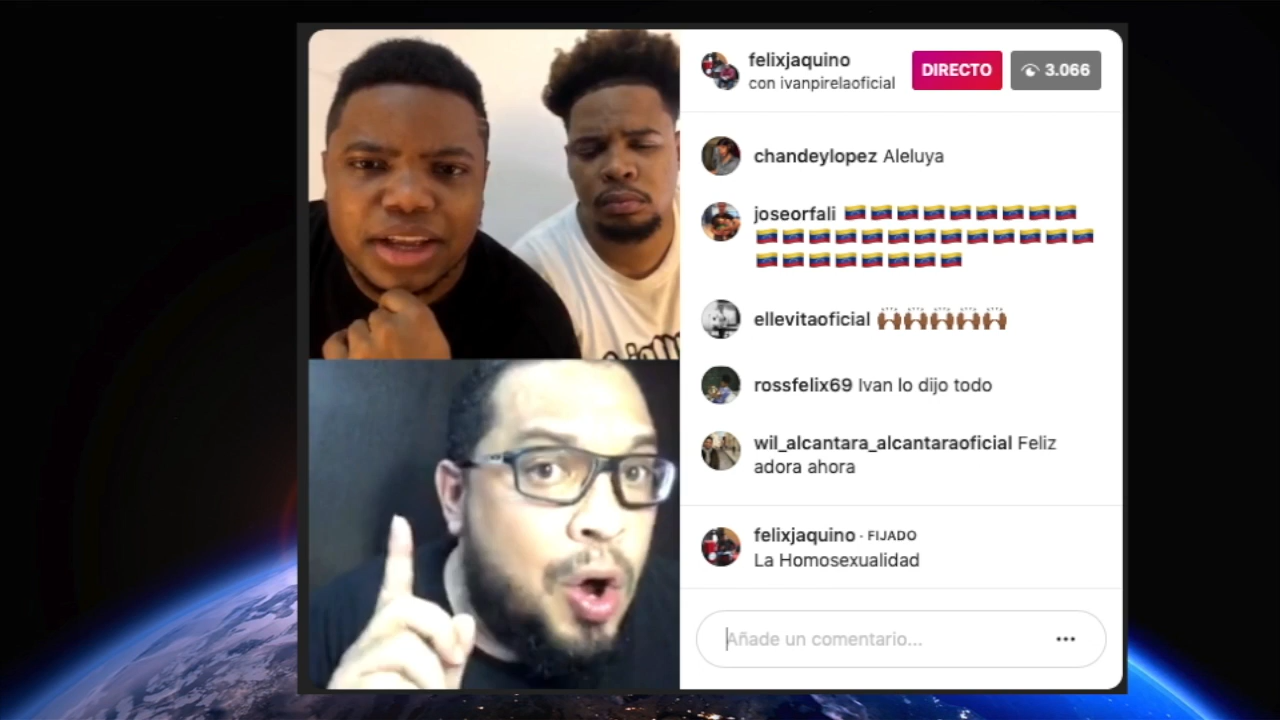 felixjaquino
con ivanpirelaoficial
DIRECTO
3.066
chandeylopez Aleluya
joseorfali 🇻🇪🇻🇪🇻🇪🇻🇪🇻🇪🇻🇪🇻🇪🇻🇪🇻🇪
🇻🇪🇻🇪🇻🇪🇻🇪🇻🇪🇻🇪🇻🇪🇻🇪🇻🇪🇻🇪🇻🇪🇻🇪🇻🇪
🇻🇪🇻🇪🇻🇪🇻🇪🇻🇪🇻🇪🇻🇪🇻🇪
ellevitaoficial 🙌🏾🙌🏾🙌🏾🙌🏾🙌🏾
rossfelix69 Ivan lo dijo todo
wil_alcantara_alcantaraoficial Feliz
adora ahora
felixjaquino · FIJADO
La Homosexualidad
Añade un comentario...